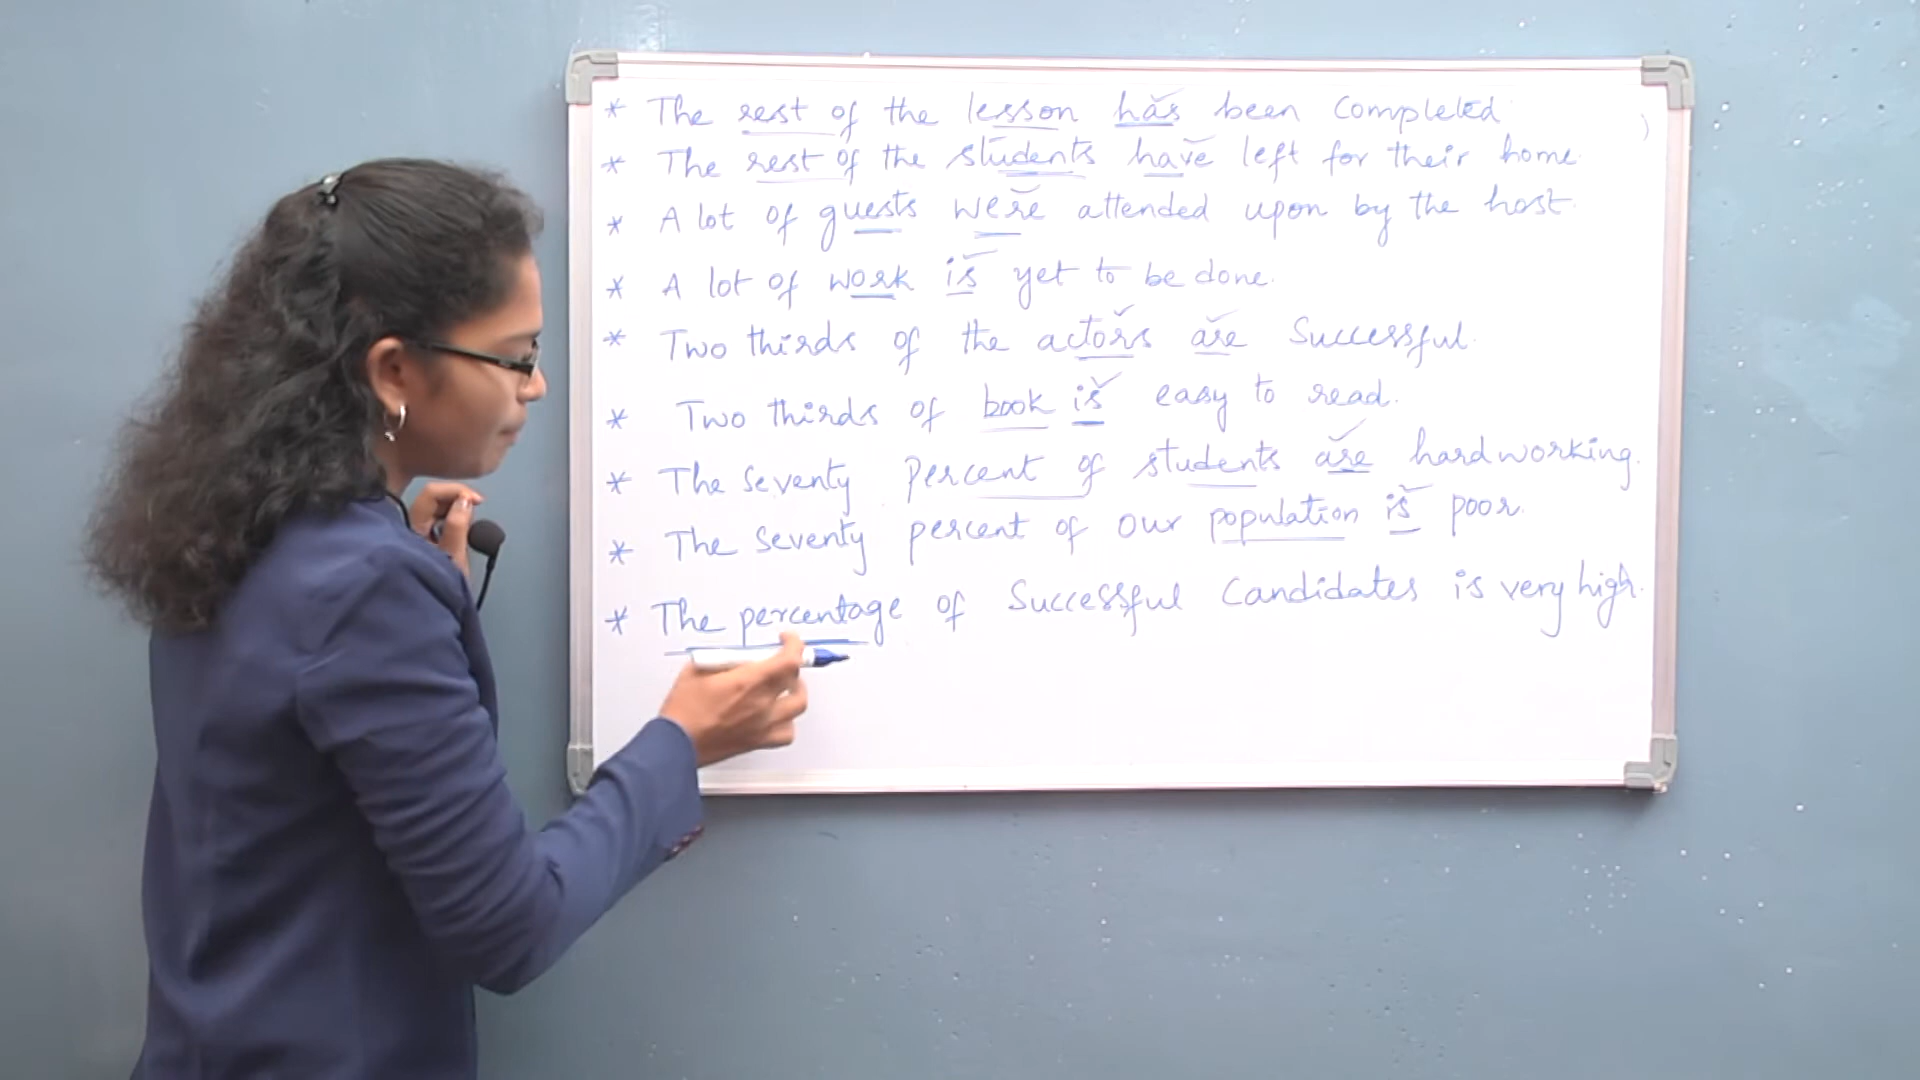 * The rest of the lesson has been Completed
* The rest of the students have left for their home.
* A lot of guests were attended upon by the host.
* A lot of work is yet to be done.
* Two thirds of the actors are Successful.
* Two thirds of book is easy to read.
* The Seventy Percent of students are hardworking.
* The Seventy percent of our population is poor.
* The percentage of Successful Candidates is very high.